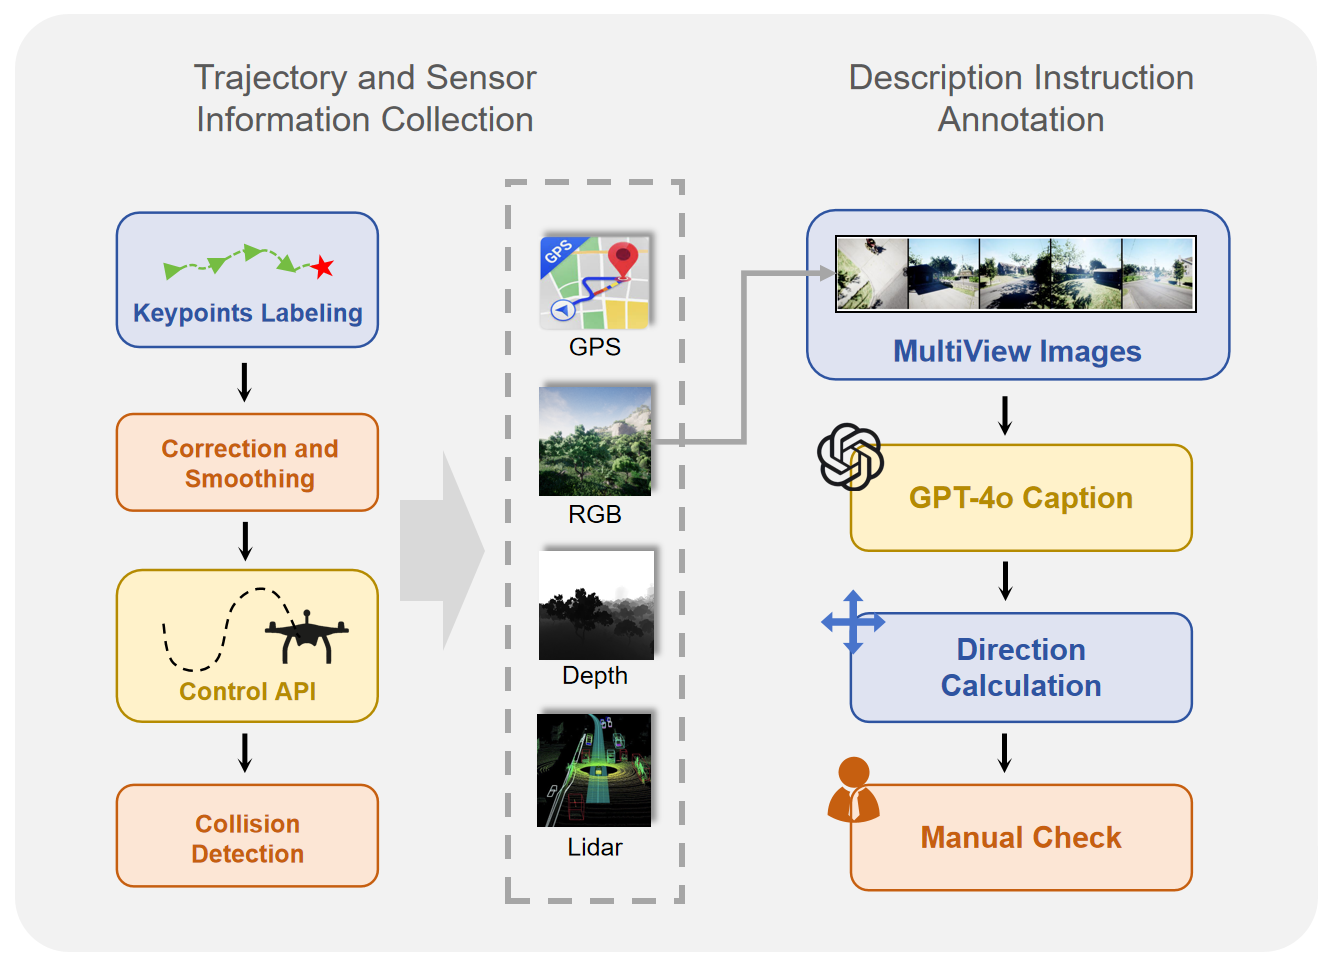 Trajectory and Sensor
Information Collection
Keypoints Labeling
Correction and
Smoothing
Control API
Collision
Detection
GPS
GPS
RGB
Depth
Lidar
Description Instruction
Annotation
MultiView Images
GPT-4o Caption
Direction
Calculation
Manual Check